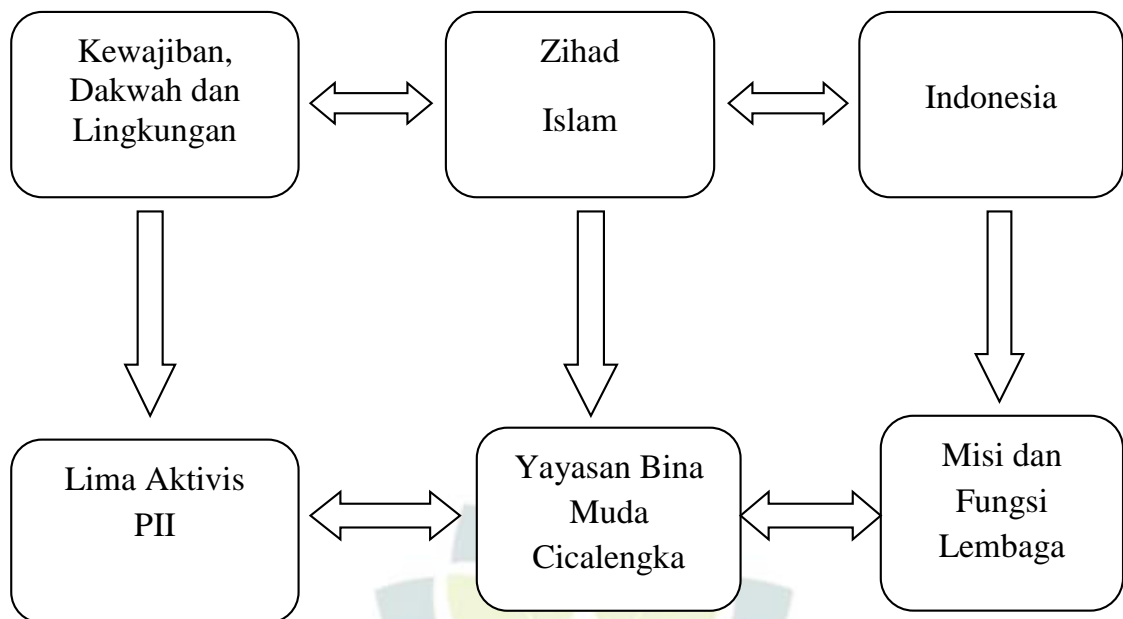 Kewajiban,
Dakwah dan
Lingkungan
Zihad
Islam
Indonesia
Lima Aktivis
PII
Yayasan Bina
Muda
Cicalengka
Misi dan
Fungsi
Lembaga